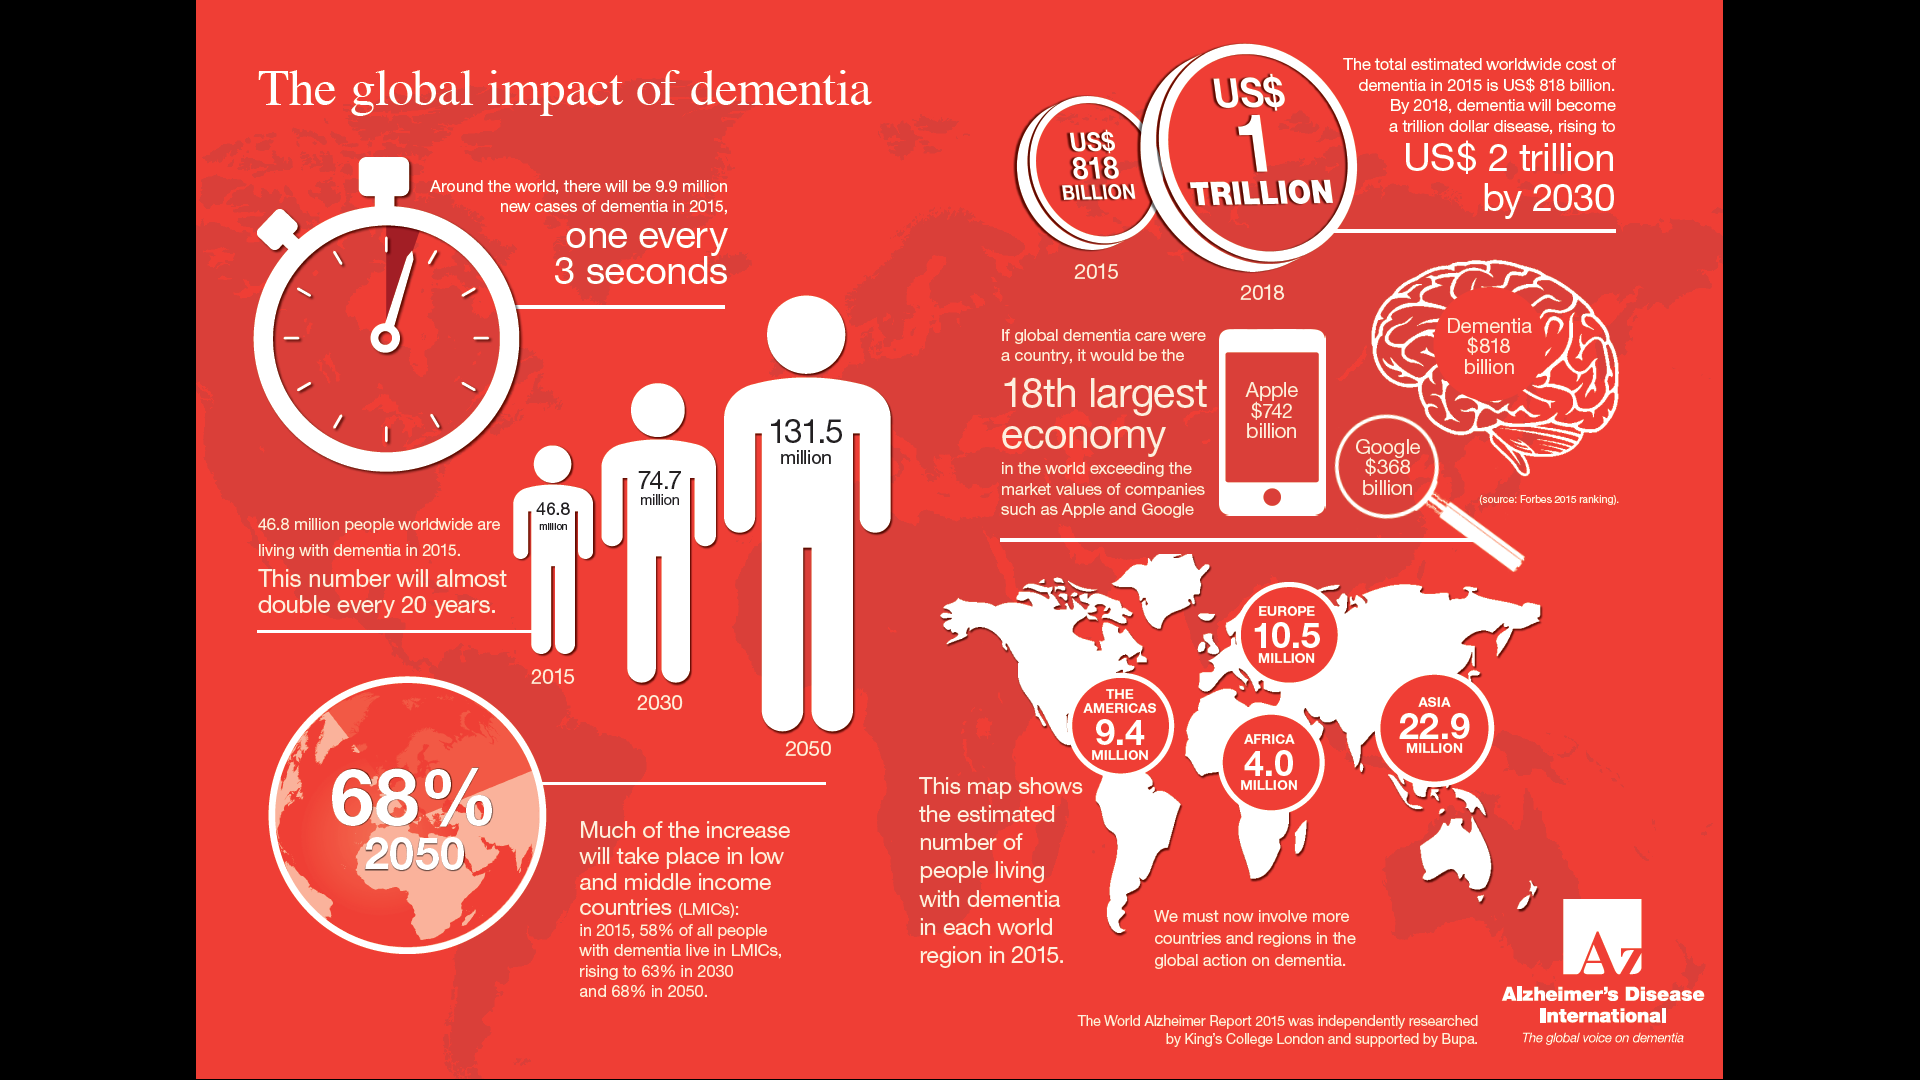 The global impact of dementia
Around the world, there will be 9.9 million
new cases of dementia in 2015,
one every
3 seconds
46.8 million people worldwide are
living with dementia in 2015.
This number will almost
double every 20 years.
46.8
million
2015
74.7
million
2030
131.5
million
2050
68%
2050
Much of the increase
will take place in low
and middle income
countries (LMICs):
in 2015, 58% of all people
with dementia live in LMICs,
rising to 63% in 2030
and 68% in 2050.
US$
818
BILLION
2015
US$
1
TRILLION
2018
The total estimated worldwide cost of
dementia in 2015 is US$ 818 billion.
By 2018, dementia will become
a trillion dollar disease, rising to
US$ 2 trillion
by 2030
If global dementia care were
a country, it would be the
18th largest
economy
in the world exceeding the
market values of companies
such as Apple and Google
Apple
$742
billion
Google
$368
billion
Dementia
$818
billion
(source: Forbes 2015 ranking).
EUROPE
10.5
MILLION
THE
AMERICAS
9.4
MILLION
AFRICA
4.0
MILLION
ASIA
22.9
MILLION
This map shows
the estimated
number of
people living
with dementia
in each world
region in 2015.
We must now involve more
countries and regions in the
global action on dementia.
The World Alzheimer Report 2015 was independently researched
by King's College London and supported by Bupa.
Az
Alzheimer's Disease
International
The global voice on dementia